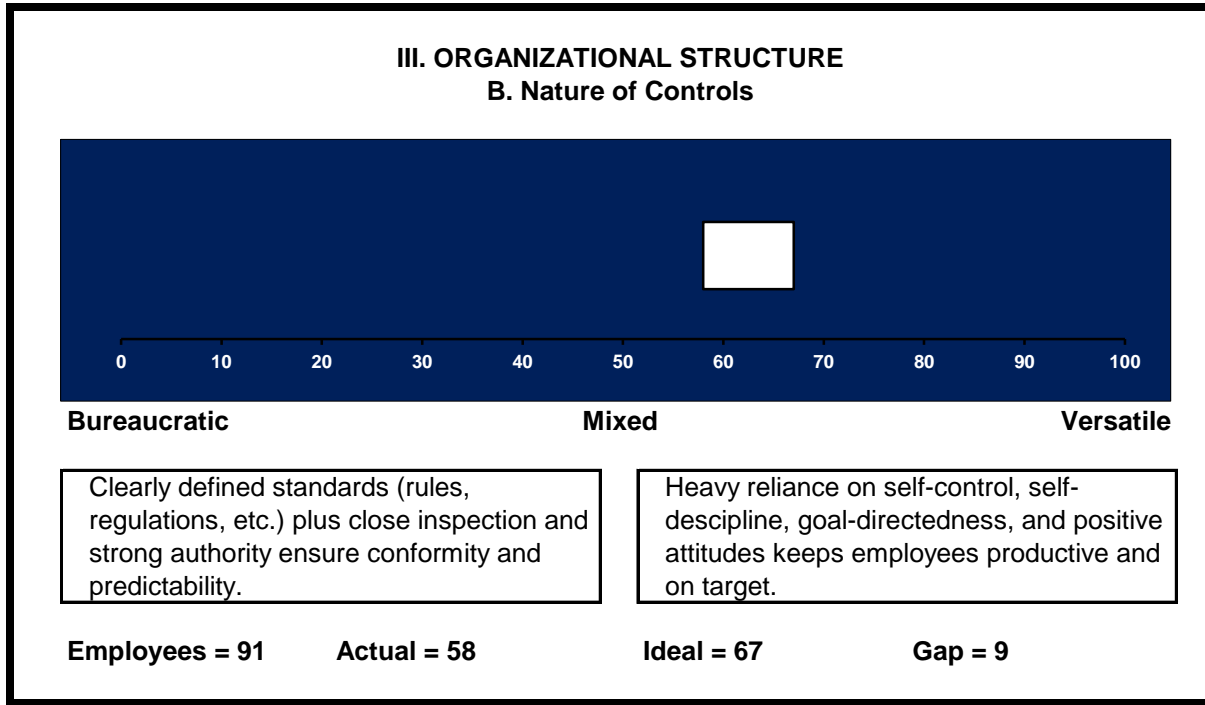 III. ORGANIZATIONAL STRUCTURE
B. Nature of Controls
0 10 20 30 40 50 60 70 80 90 100
Bureaucratic Mixed Versatile
Clearly defined standards (rules,
regulations, etc.) plus close inspection and
strong authority ensure conformity and
predictability.
Heavy reliance on self-control, self-
descipline, goal-directedness, and positive
attitudes keeps employees productive and
on target.
Employees = 91 Actual = 58 Ideal = 67 Gap = 9